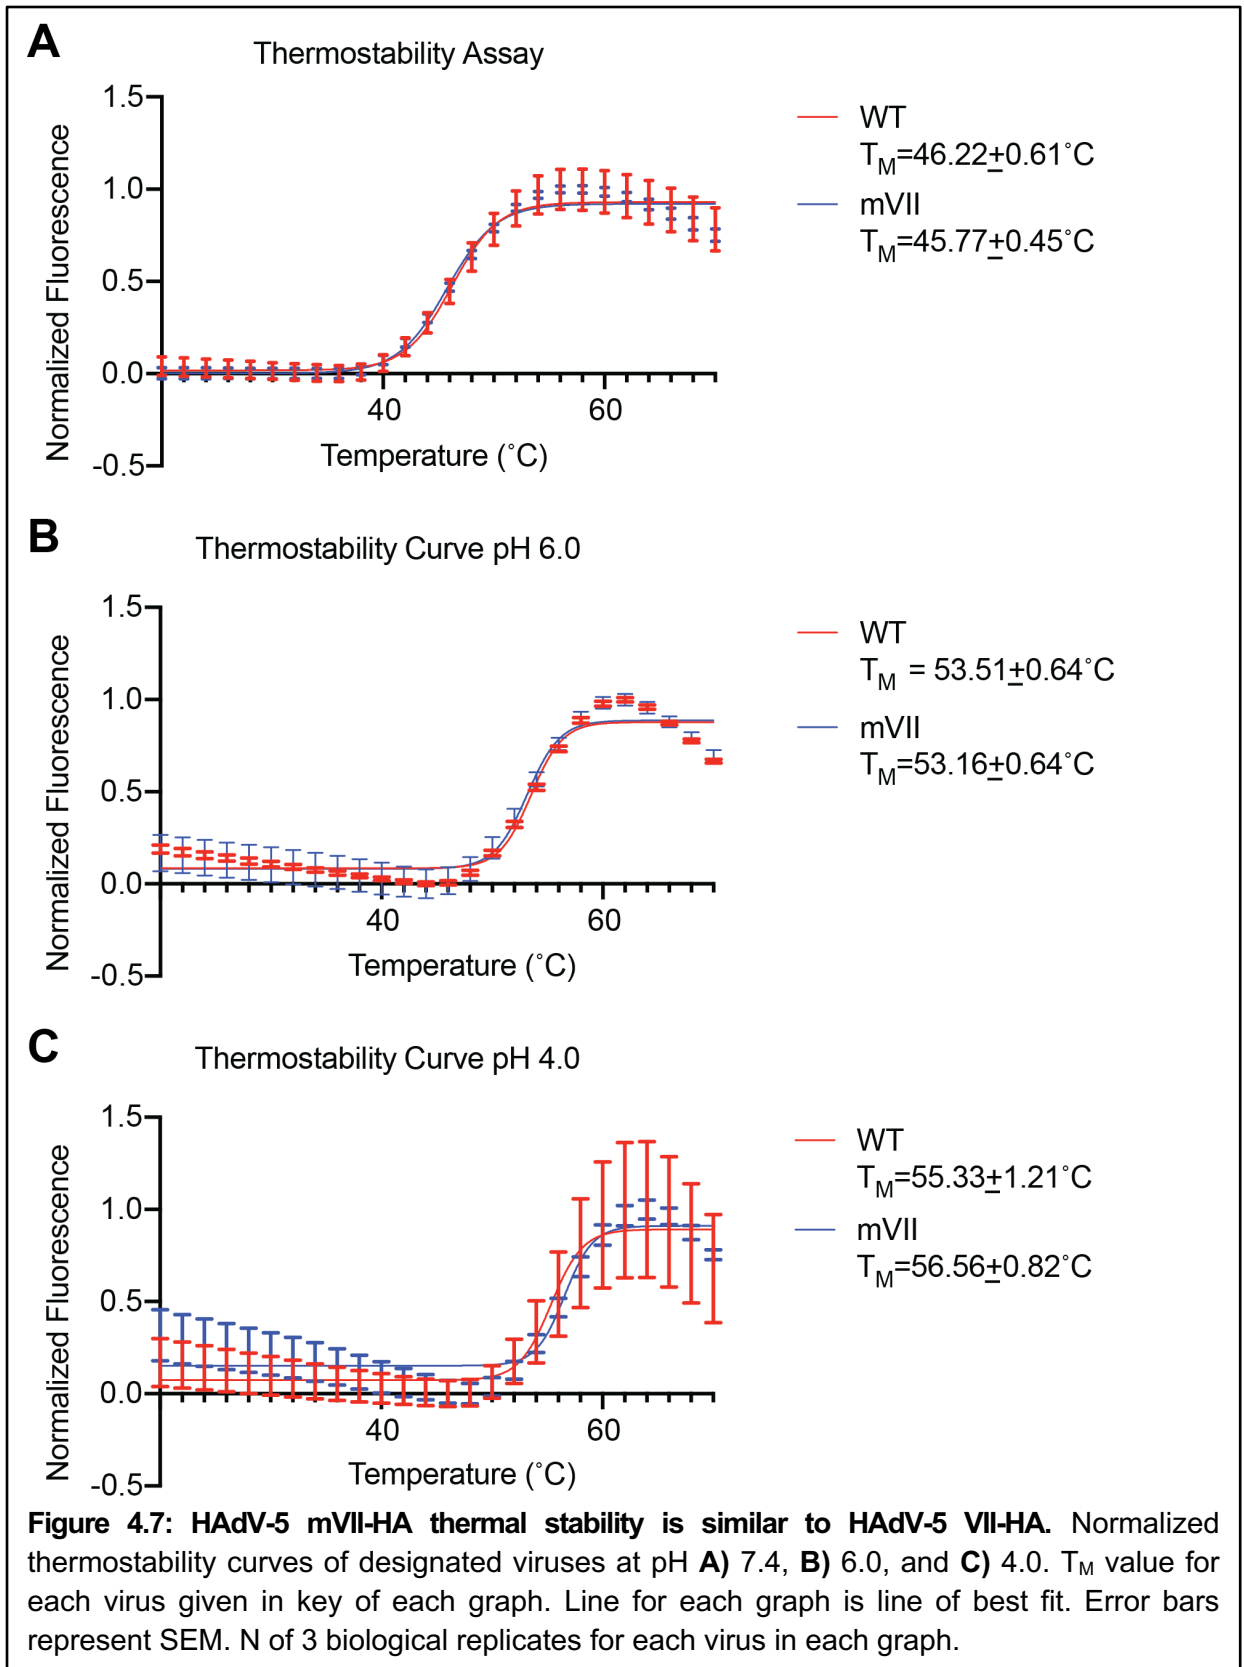 A
Thermostability Assay
Normalized Fluorescence
1.5
1.0
0.5
0.0
-0.5
40
60
Temperature (˚C)
WT
TM=46.22±0.61˚C
mVII
TM=45.77±0.45˚C
B
Thermostability Curve pH 6.0
Normalized Fluorescence
1.5
1.0
0.5
0.0
-0.5
40
60
Temperature (˚C)
WT
TM = 53.51±0.64˚C
mVII
TM=53.16±0.64˚C
C
Thermostability Curve pH 4.0
Normalized Fluorescence
1.5
1.0
0.5
0.0
-0.5
40
60
Temperature (˚C)
WT
TM=55.33±1.21˚C
mVII
TM=56.56±0.82˚C
Figure 4.7: HAdV-5 mVII-HA thermal stability is similar to HAdV-5 VII-HA. Normalized
thermostability curves of designated viruses at pH A) 7.4, B) 6.0, and C) 4.0. TM value for
each virus given in key of each graph. Line for each graph is line of best fit. Error bars
represent SEM. N of 3 biological replicates for each virus in each graph.